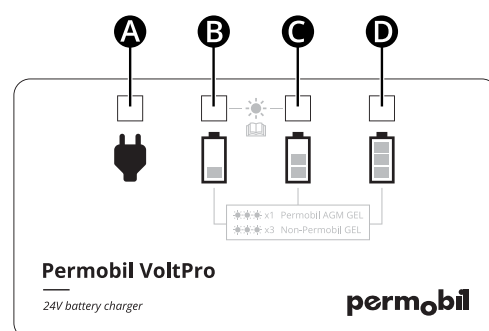 A B C D
x1 Permobil AGM GEL
x3 Non-Permobil GEL
Permobil VoltPro
24V battery charger
permobil